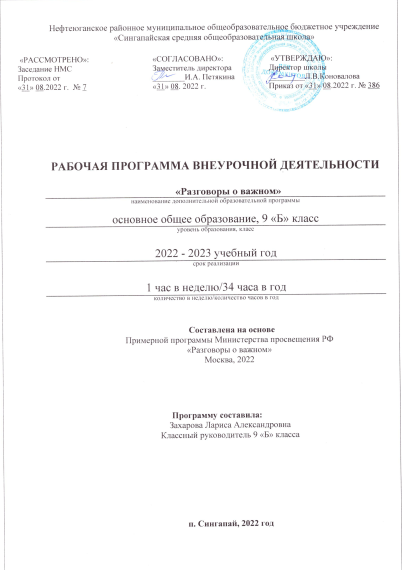 Нефтеюганское районное муниципальное общеобразовательное бюджетное учреждение
«Сингапайская средняя общеобразовательная школа»
«РАССМОТРЕНО»: «СОГЛАСОВАНО»: «УТВЕРЖДАЮ»:
Заседание НМС Заместитель директора Директор школы
Протокол от И.А. Петякина Л.В.Коновалова
«31» 08.2022 г. № 7 «31» 08. 2022 г. Приказ от «31» 08.2022 г. № 386
РАБОЧАЯ ПРОГРАММА ВНЕУРОЧНОЙ ДЕЯТЕЛЬНОСТИ
«Разговоры о важном»
наименование дополнительной образовательной программы
основное общее образование, 9 «Б» класс
уровень образования, класс
2022 - 2023 учебный год
срок реализации
1 час в неделю/34 часа в год
количество в неделю/количество часов в год
Составлена на основе
Примерной программы Министерства просвещения РФ
«Разговоры о важном»
Москва, 2022
Программу составила:
Захарова Лариса Александровна
Классный руководитель 9 «Б» класса
п. Сингапай, 2022 год